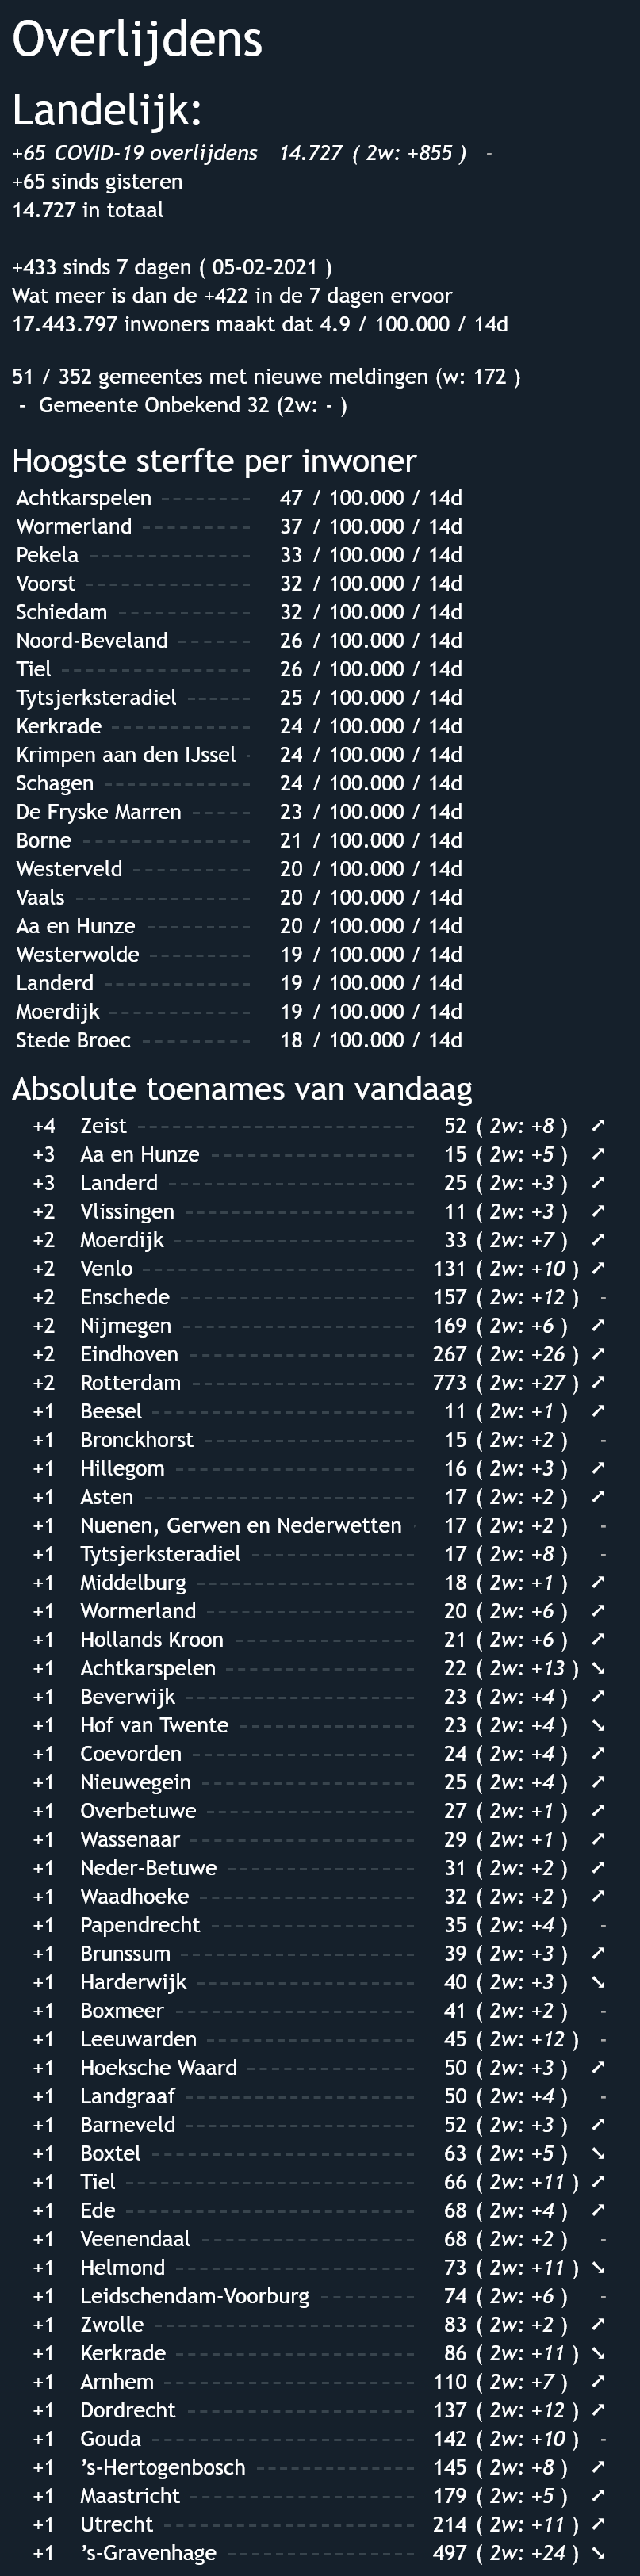 Overlijdens
Landelijk:
+65 COVID-19 overlijdens 14.727 ( 2w: +855 ) -
+65 sinds gisteren
14.727 in totaal
+433 sinds 7 dagen ( 05-02-2021 )
Wat meer is dan de +422 in de 7 dagen ervoor
17.443.797 inwoners maakt dat 4.9 / 100.000 / 14d
51 / 352 gemeentes met nieuwe meldingen (w: 172 )
- Gemeente Onbekend 32 (2w: - )
Hoogste sterfte per inwoner
Achtkarspelen -------- 47 / 100.000 / 14d
Wormerland ---------- 37 / 100.000 / 14d
Pekela --------------- 33 / 100.000 / 14d
Voorst --------------- 32 / 100.000 / 14d
Schiedam ------------ 32 / 100.000 / 14d
Noord-Beveland ------ 26 / 100.000 / 14d
Tiel ------------------ 26 / 100.000 / 14d
Tytsjerksteradiel ------ 25 / 100.000 / 14d
Kerkrade ------------- 24 / 100.000 / 14d
Krimpen aan den IJssel - 24 / 100.000 / 14d
Schagen -------------- 24 / 100.000 / 14d
De Fryske Marren ----- 23 / 100.000 / 14d
Borne ---------------- 21 / 100.000 / 14d
Westerveld ----------- 20 / 100.000 / 14d
Vaals ---------------- 20 / 100.000 / 14d
Aa en Hunze ---------- 20 / 100.000 / 14d
Westerwolde --------- 19 / 100.000 / 14d
Landerd -------------- 19 / 100.000 / 14d
Moerdijk ------------- 19 / 100.000 / 14d
Stede Broec ---------- 18 / 100.000 / 14d
Absolute toenames van vandaag
+4 Zeist ---------- 52 ( 2w: +8 ) ➚
+3 Aa en Hunze ---------- 15 ( 2w: +5 ) ➚
+3 Landerd ---------- 25 ( 2w: +3 ) ➚
+2 Vlissingen ---------- 11 ( 2w: +3 ) ➚
+2 Moerdijk ---------- 33 ( 2w: +7 ) ➚
+2 Venlo ---------- 131 ( 2w: +10 ) ➚
+2 Enschede ---------- 157 ( 2w: +12 ) -
+2 Nijmegen ---------- 169 ( 2w: +6 ) ➚
+2 Eindhoven ---------- 267 ( 2w: +26 ) ➚
+2 Rotterdam ---------- 773 ( 2w: +27 ) ➚
+1 Beesel ---------- 11 ( 2w: +1 ) ➚
+1 Bronckhorst ---------- 15 ( 2w: +2 ) -
+1 Hillegom ---------- 16 ( 2w: +3 ) ➚
+1 Asten ---------- 17 ( 2w: +2 ) ➚
+1 Nuenen, Gerwen en Nederwetten - 17 ( 2w: +2 ) -
+1 Tytsjerksteradiel ---------- 17 ( 2w: +8 ) -
+1 Middelburg ---------- 18 ( 2w: +1 ) ➚
+1 Wormerland ---------- 20 ( 2w: +6 ) ➚
+1 Hollands Kroon ---------- 21 ( 2w: +6 ) ➚
+1 Achtkarspelen ---------- 22 ( 2w: +13 ) ➘
+1 Beverwijk ---------- 23 ( 2w: +4 ) ➚
+1 Hof van Twente ---------- 23 ( 2w: +4 ) ➘
+1 Coevorden ---------- 24 ( 2w: +4 ) ➚
+1 Nieuwegein ---------- 25 ( 2w: +4 ) ➚
+1 Overbetuwe ---------- 27 ( 2w: +1 ) ➚
+1 Wassenaar ---------- 29 ( 2w: +1 ) ➚
+1 Neder-Betuwe ---------- 31 ( 2w: +2 ) ➚
+1 Waadhoeke ---------- 32 ( 2w: +2 ) ➚
+1 Papendrecht ---------- 35 ( 2w: +4 ) -
+1 Brunssum ---------- 39 ( 2w: +3 ) ➚
+1 Harderwijk ---------- 40 ( 2w: +3 ) ➘
+1 Boxmeer ---------- 41 ( 2w: +2 ) -
+1 Leeuwarden ---------- 45 ( 2w: +12 ) -
+1 Hoeksche Waard ---------- 50 ( 2w: +3 ) ➚
+1 Landgraaf ---------- 50 ( 2w: +4 ) -
+1 Barneveld ---------- 52 ( 2w: +3 ) ➚
+1 Boxtel ---------- 63 ( 2w: +5 ) ➘
+1 Tiel ---------- 66 ( 2w: +11 ) ➚
+1 Ede ---------- 68 ( 2w: +4 ) ➚
+1 Veenendaal ---------- 68 ( 2w: +2 ) -
+1 Helmond ---------- 73 ( 2w: +11 ) ➘
+1 Leidschendam-Voorburg ------ 74 ( 2w: +6 ) -
+1 Zwolle ---------- 83 ( 2w: +2 ) ➚
+1 Kerkrade ---------- 86 ( 2w: +11 ) ➘
+1 Arnhem ---------- 110 ( 2w: +7 ) ➚
+1 Dordrecht ---------- 137 ( 2w: +12 ) ➚
+1 Gouda ---------- 142 ( 2w: +10 ) -
+1 's-Hertogenbosch ---------- 145 ( 2w: +8 ) ➚
+1 Maastricht ---------- 179 ( 2w: +5 ) ➚
+1 Utrecht ---------- 214 ( 2w: +11 ) ➚
+1 's-Gravenhage ---------- 497 ( 2w: +24 ) ➘